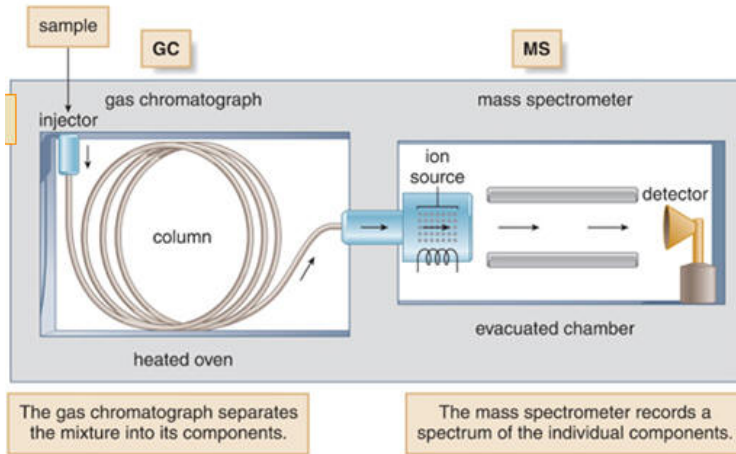 sample
GC
MS
gas chromatograph
mass spectrometer
injector
ion
source
detector
column
heated oven
evacuated chamber
The gas chromatograph separates
the mixture into its components.
The mass spectrometer records a
spectrum of the individual components.